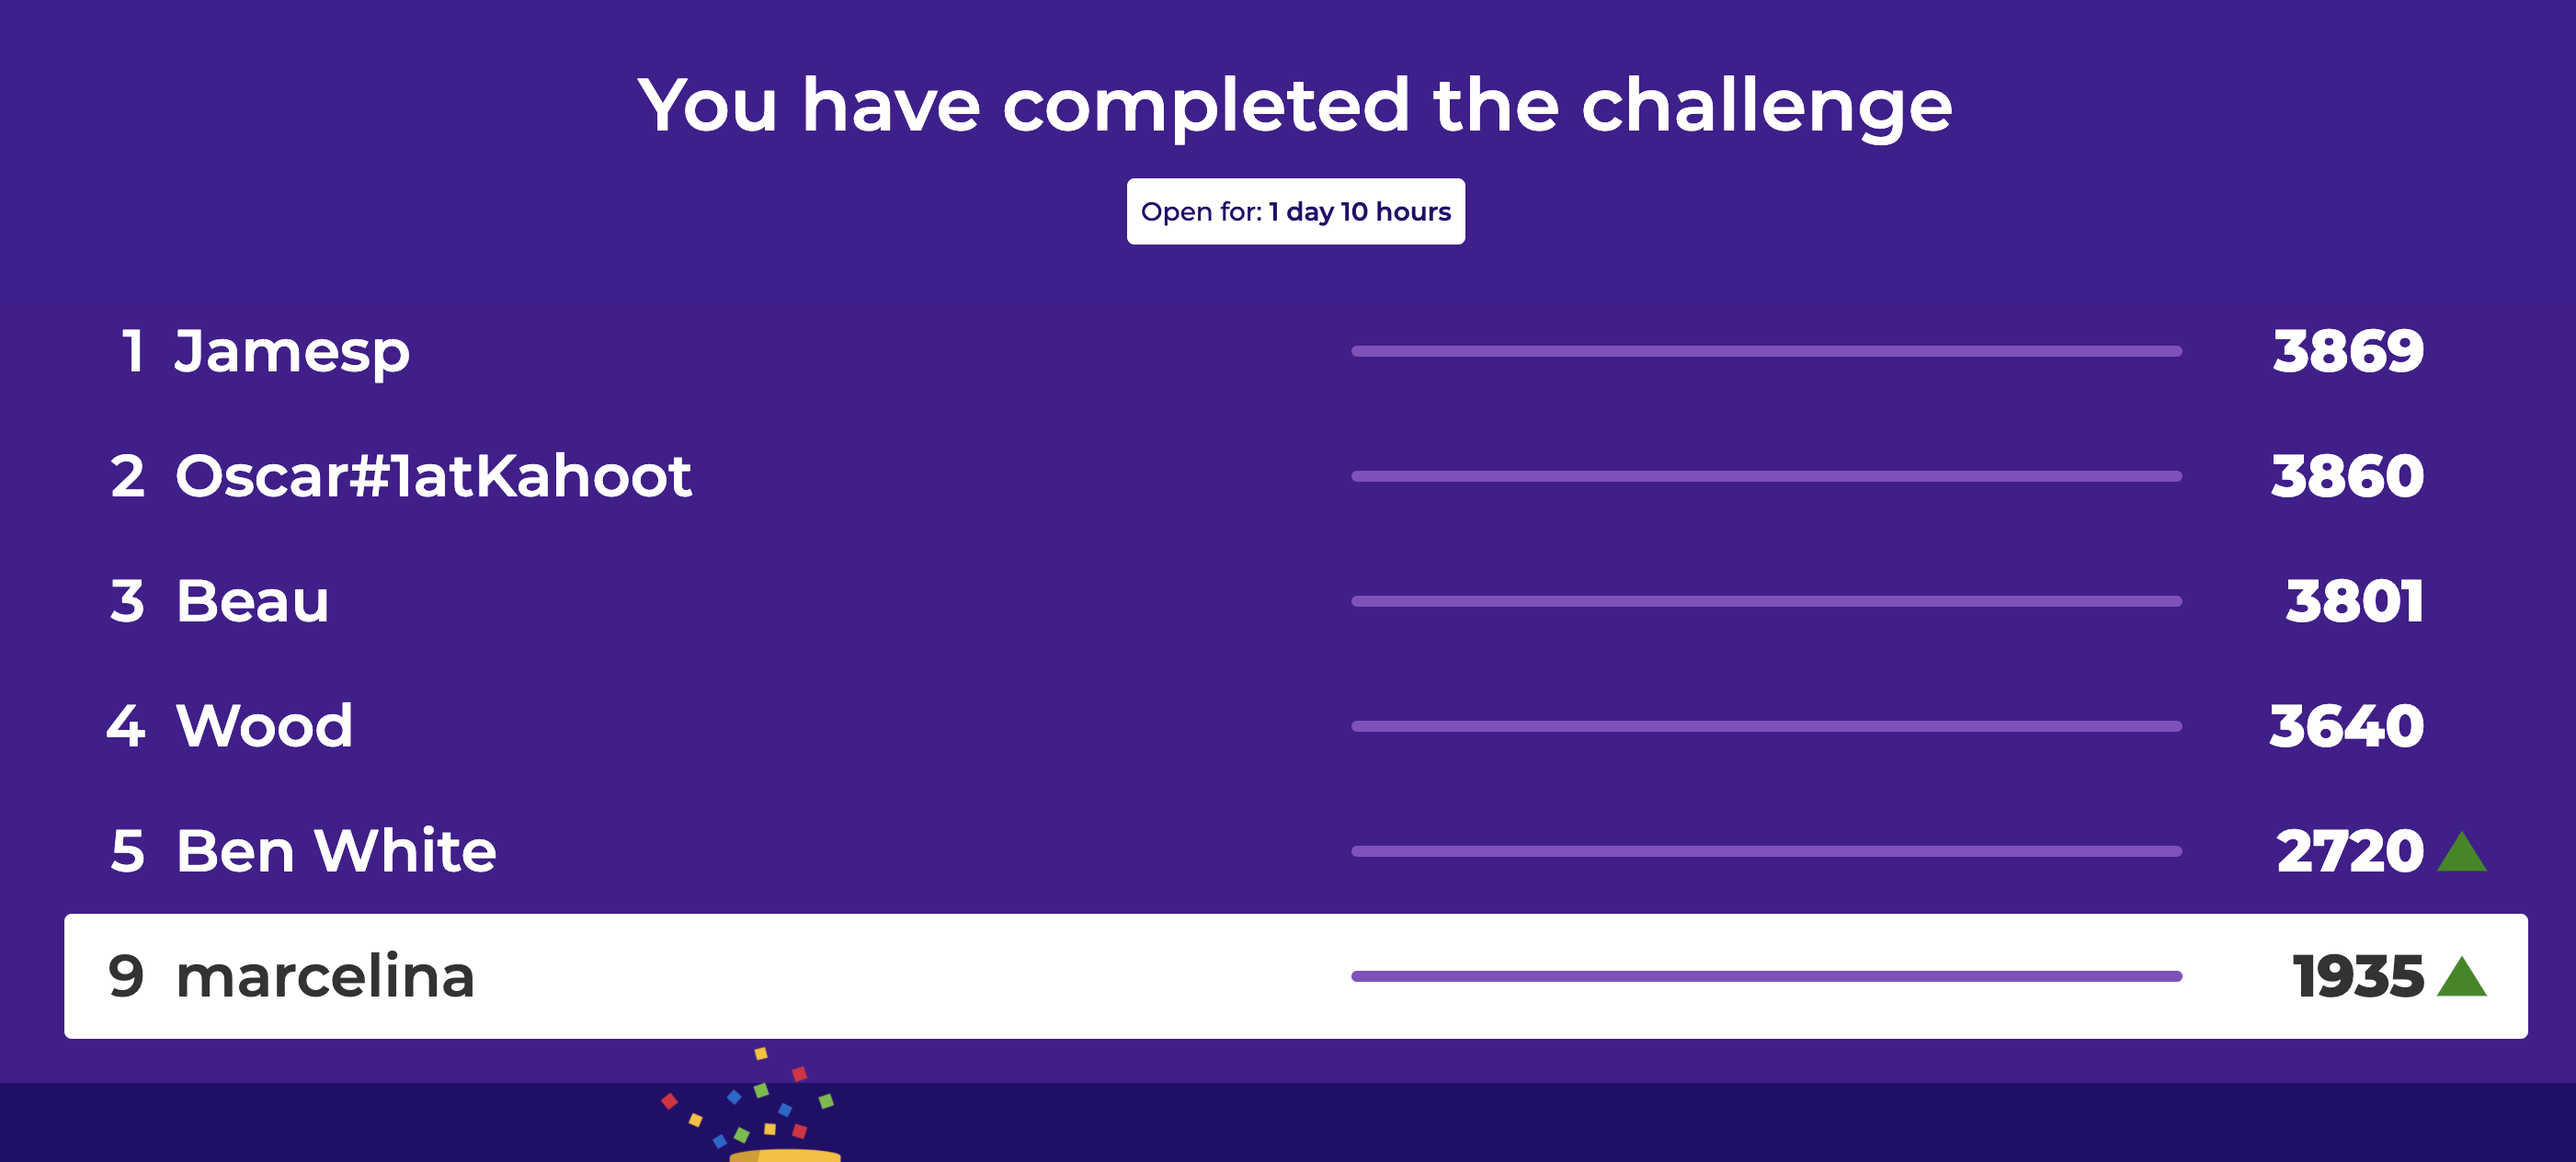 You have completed the challenge
Open for: 1 day 10 hours
1 Jamesp 3869
2 Oscar#1atKahoot 3860
3 Beau 3801
4 Wood 3640
5 Ben White 2720
9 marcelina 1935